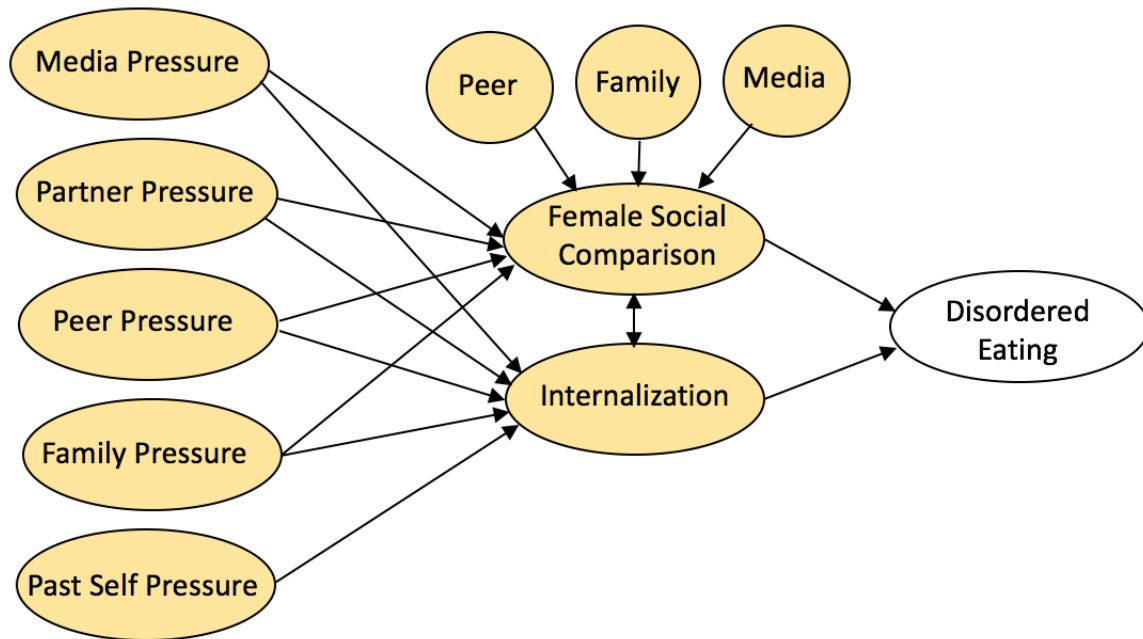 Media Pressure
Partner Pressure
Peer Pressure
Family Pressure
Past Self Pressure
Peer
Family
Media
Female Social
Comparison
Internalization
Disordered
Eating